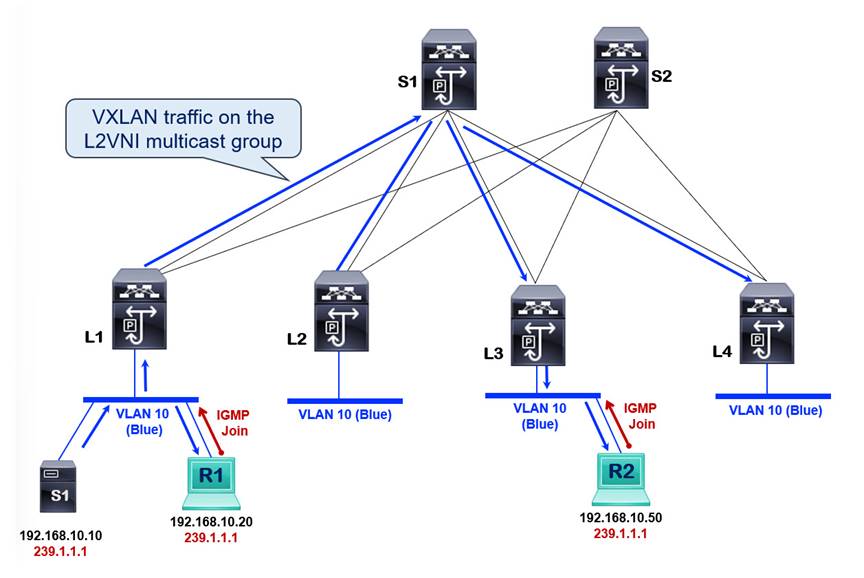 S1
S2
VXLAN traffic on the
L2VNI multicast group
P
P
L1
P
L2
P
L3
P
L4
P
VLAN 10
(Blue)
IGMP
Join
VLAN 10 (Blue)
VLAN 10
(Blue)
IGMP
Join
VLAN 10 (Blue)
S1
R1
R2
192.168.10.10
239.1.1.1
192.168.10.20
239.1.1.1
192.168.10.50
239.1.1.1